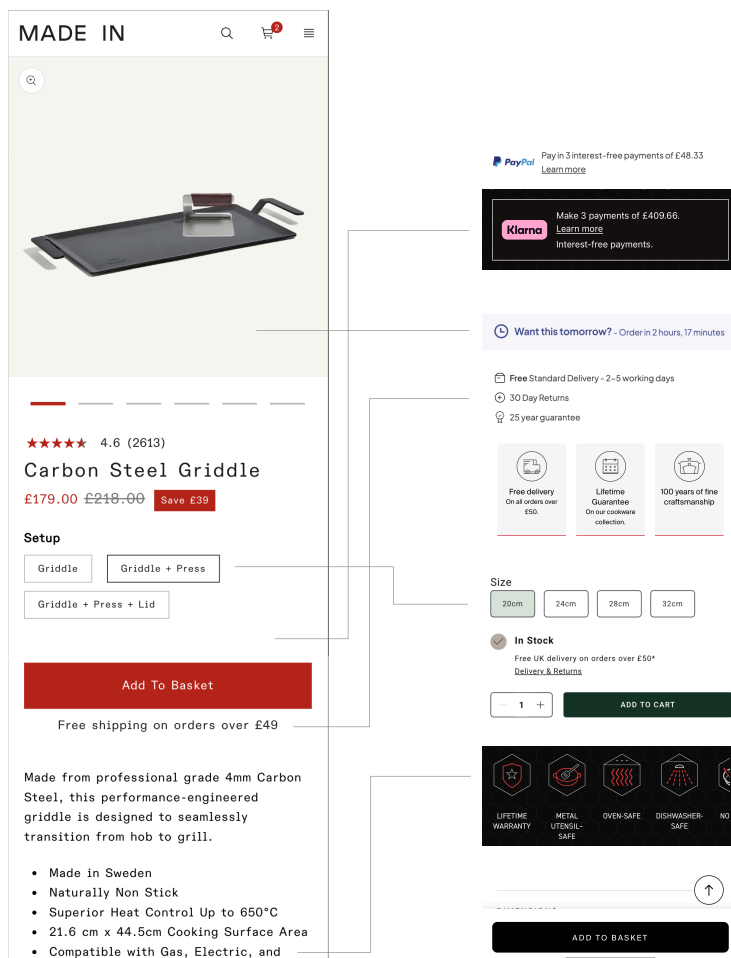 MADE IN
2
4.6 (2613)
Carbon Steel Griddle
£179.00 £218.00 Save £39
Setup
Griddle
Griddle + Press
Griddle + Press + Lid
Add To Basket
Free shipping on orders over £49
Made from professional grade 4mm Carbon
Steel, this performance-engineered
griddle is designed to seamlessly
transition from hob to grill.
• Made in Sweden
• Naturally Non Stick
• Superior Heat Control Up to 650°C
• 21.6 cm x 44.5cm Cooking Surface Area
• Compatible with Gas, Electric, and
PayPal
Pay in 3 interest-free payments of £48.33
Learn more
Klarna
Make 3 payments of £409.66.
Learn more
Interest-free payments.
Want this tomorrow? - Order in 2 hours, 17 minutes
Free Standard Delivery - 2–5 working days
30 Day Returns
25 year guarantee
Free delivery
On all orders over
£50.
Lifetime
Guarantee
On our cookware
collection.
100 years of fine
craftsmanship
Size
20cm
24cm
28cm
32cm
In Stock
Free UK delivery on orders over £50*
Delivery & Returns
— 1 +
ADD TO CART
LIFETIME
WARRANTY
METAL
UTENSIL-
SAFE
OVEN-SAFE
DISHWASHER-
SAFE
NO
ADD TO BASKET